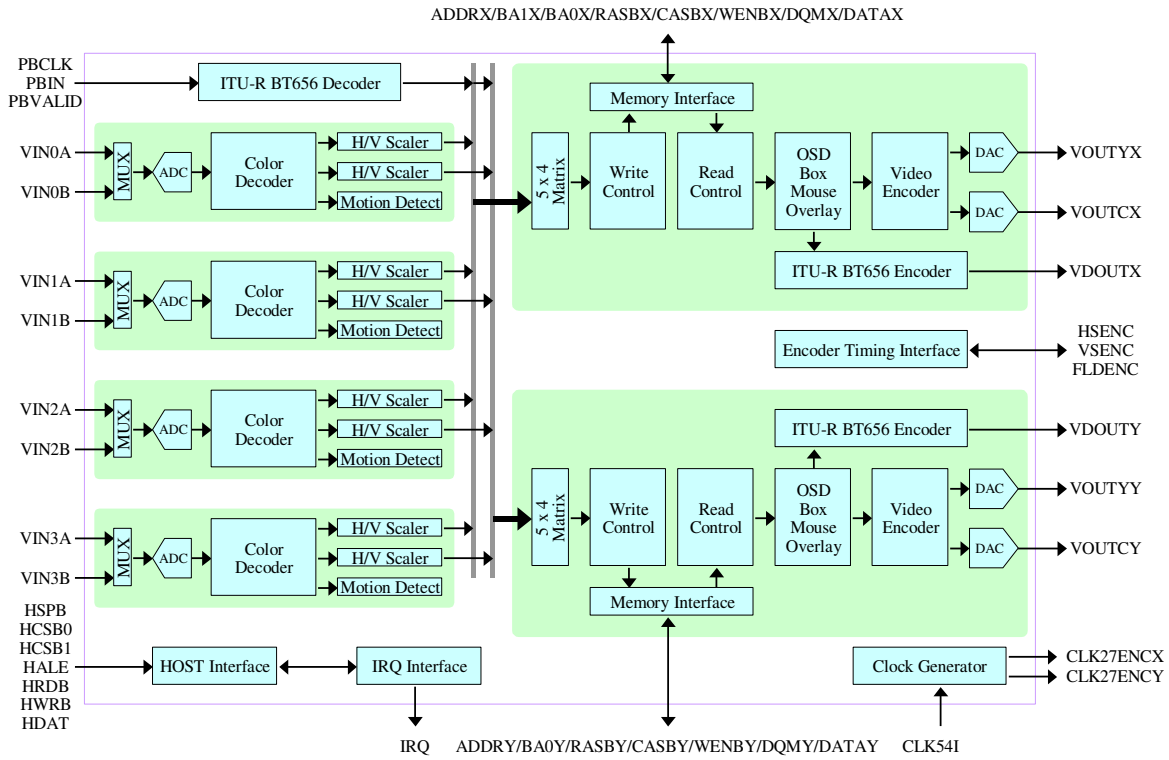 ADDRX/BA1X/BA0X/RASBX/CASBX/WENBX/DQMX/DATAX
PBCLK
PBIN
PBVALID
ITU-R BT656 Decoder
VIN0A
VIN0B
MUX
ADC
Color
Decoder
H/V Scaler
H/V Scaler
Motion Detect
VIN1A
VIN1B
MUX
ADC
Color
Decoder
H/V Scaler
H/V Scaler
Motion Detect
VIN2A
VIN2B
MUX
ADC
Color
Decoder
H/V Scaler
H/V Scaler
Motion Detect
VIN3A
VIN3B
MUX
ADC
Color
Decoder
H/V Scaler
H/V Scaler
Motion Detect
HSPB
HCSB0
HCSB1
HALE
HRDB
HWRB
HDAT
HOST Interface
IRQ Interface
IRQ
Memory Interface
5 x 4
Matrix
Write
Control
Read
Control
OSD
Box
Mouse
Overlay
Video
Encoder
DAC
DAC
VOUTYX
VOUTCX
ITU-R BT656 Encoder
VDOUTX
Encoder Timing Interface
HSENC
VSENC
FLDENC
ITU-R BT656 Encoder
VDOUTY
5 x 4
Matrix
Write
Control
Read
Control
OSD
Box
Mouse
Overlay
Video
Encoder
DAC
DAC
VOUTYY
VOUTCY
Memory Interface
Clock Generator
CLK27ENCX
CLK27ENCY
ADDRY/BA0Y/RASBY/CASBY/WENBY/DQMY/DATAY
CLK54I